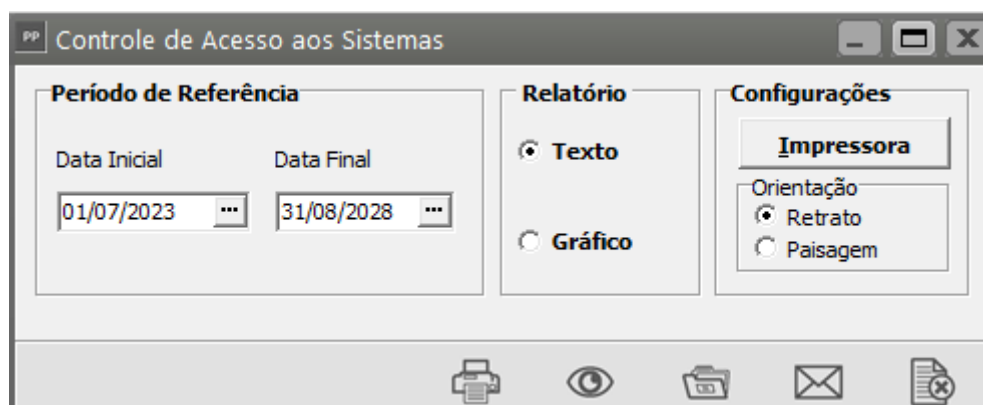 PP Controle de Acesso aos Sistemas
Período de Referência
Data Inicial
Data Final
01/07/2023 ...
31/08/2028 ...
Relatório
Texto
Gráfico
Configurações
Impressora
Orientação
Retrato
Paisagem